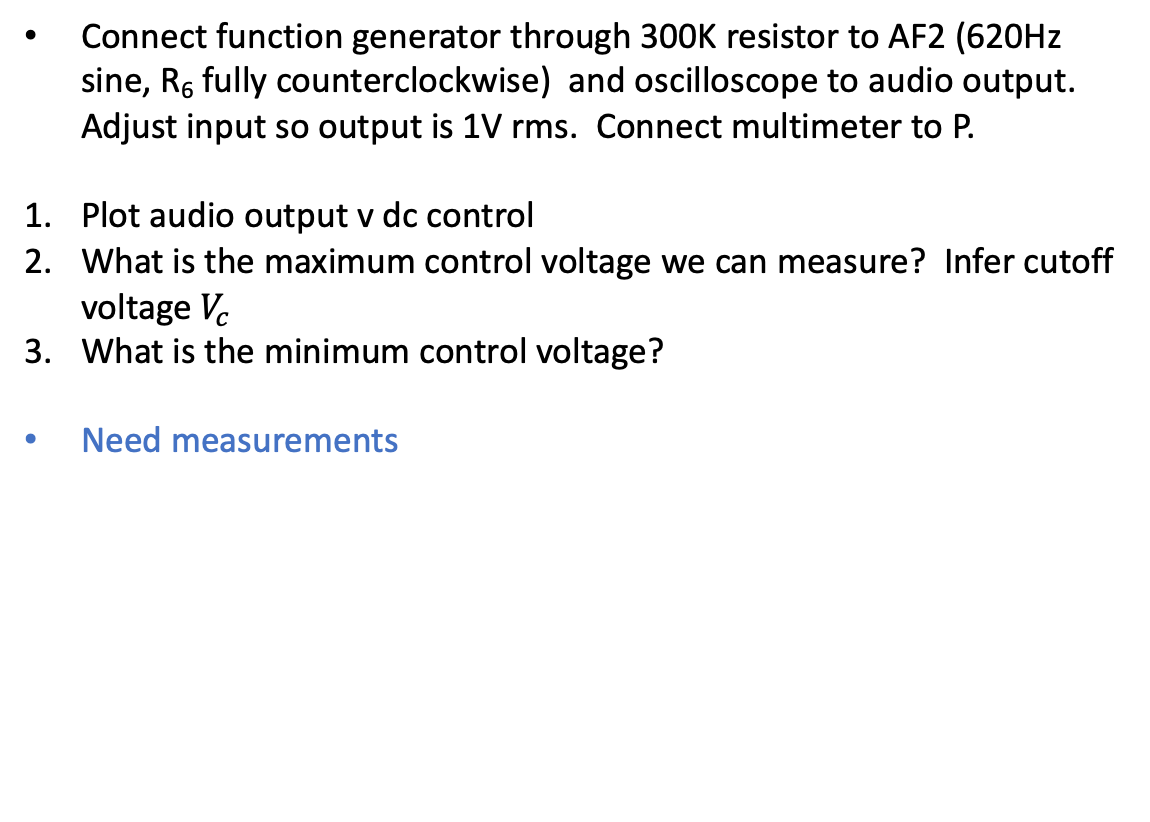 • Connect function generator through 300K resistor to AF2 (620Hz
sine, R₆ fully counterclockwise)  and oscilloscope to audio output.
Adjust input so output is 1V rms.  Connect multimeter to P.
1. Plot audio output v dc control
2. What is the maximum control voltage we can measure?  Infer cutoff
voltage 𝑉𝑐
3. What is the minimum control voltage?
• Need measurements